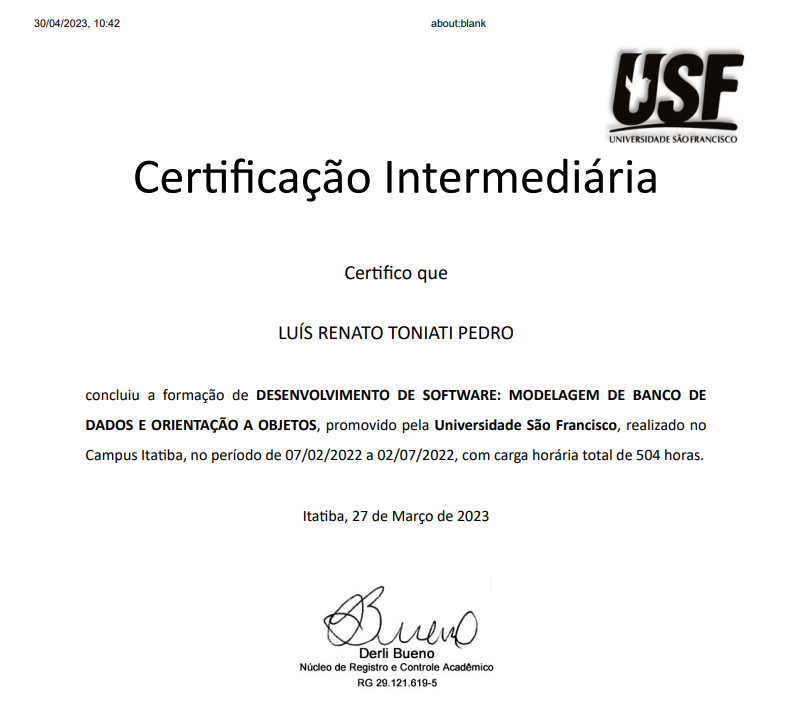 30/04/2023, 10:42
about:blank
USF
UNIVERSIDADE SÃO FRANCISCO
Certificação Intermediária
Certifico que
LUÍS RENATO TONIATI PEDRO
concluiu a formação de DESENVOLVIMENTO DE SOFTWARE: MODELAGEM DE BANCO DE
DADOS E ORIENTAÇÃO A OBJETOS, promovido pela Universidade São Francisco, realizado no
Campus Itatiba, no período de 07/02/2022 a 02/07/2022, com carga horária total de 504 horas.
Itatiba, 27 de Março de 2023
Bueno
Derli Bueno
Núcleo de Registro e Controle Acadêmico
RG 29.121.619-5